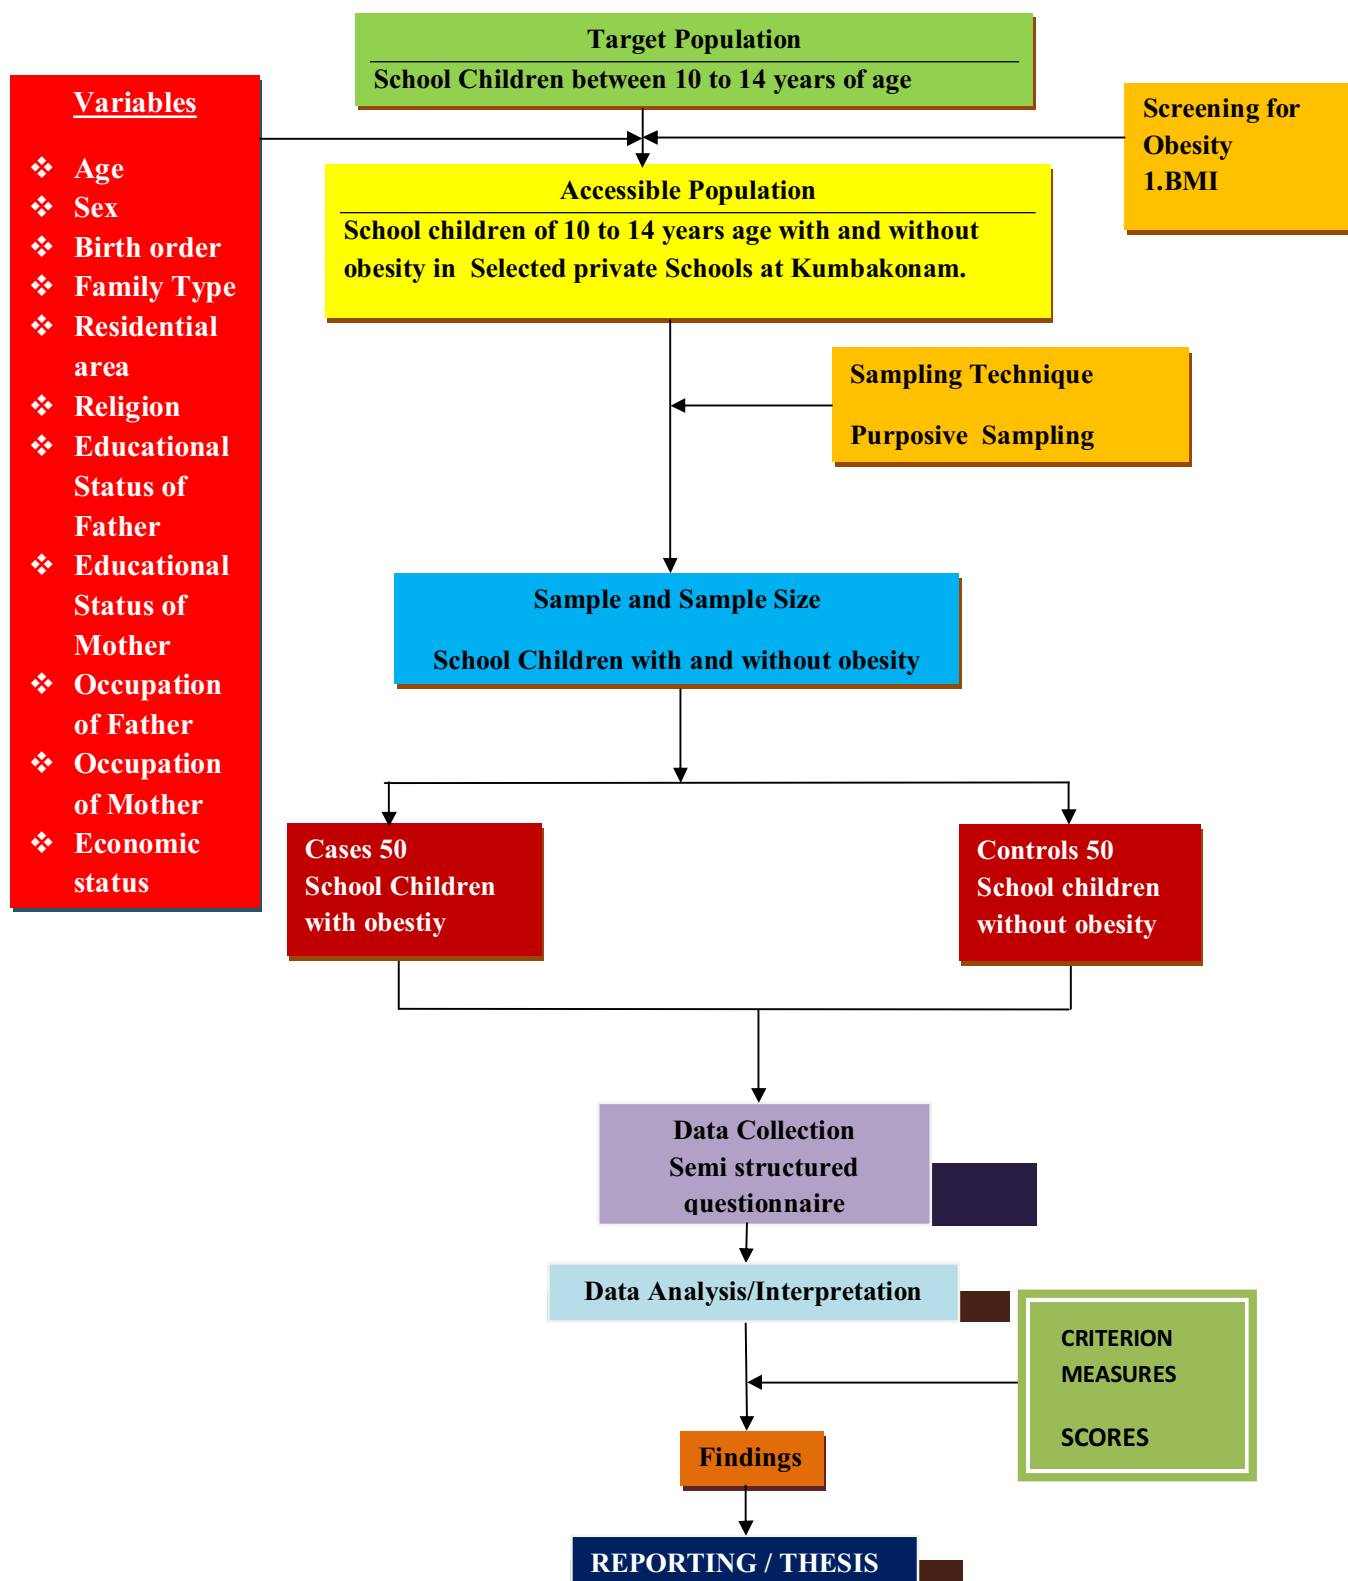 Target Population
School Children between 10 to 14 years of age
Variables
❖ Age
❖ Sex
❖ Birth order
❖ Family Type
❖ Residential
area
❖ Religion
❖ Educational
Status of
Father
❖ Educational
Status of
Mother
❖ Occupation
of Father
❖ Occupation
of Mother
❖ Economic
status
Screening for
Obesity
1.BMI
Accessible Population
School children of 10 to 14 years age with and without
obesity in Selected private Schools at Kumbakonam.
Sampling Technique
Purposive Sampling
Sample and Sample Size
School Children with and without obesity
Cases 50
School Children
with obestiy
Controls 50
School children
without obesity
Data Collection
Semi structured
questionnaire
Data Analysis/Interpretation
CRITERION
MEASURES
SCORES
Findings
REPORTING / THESIS